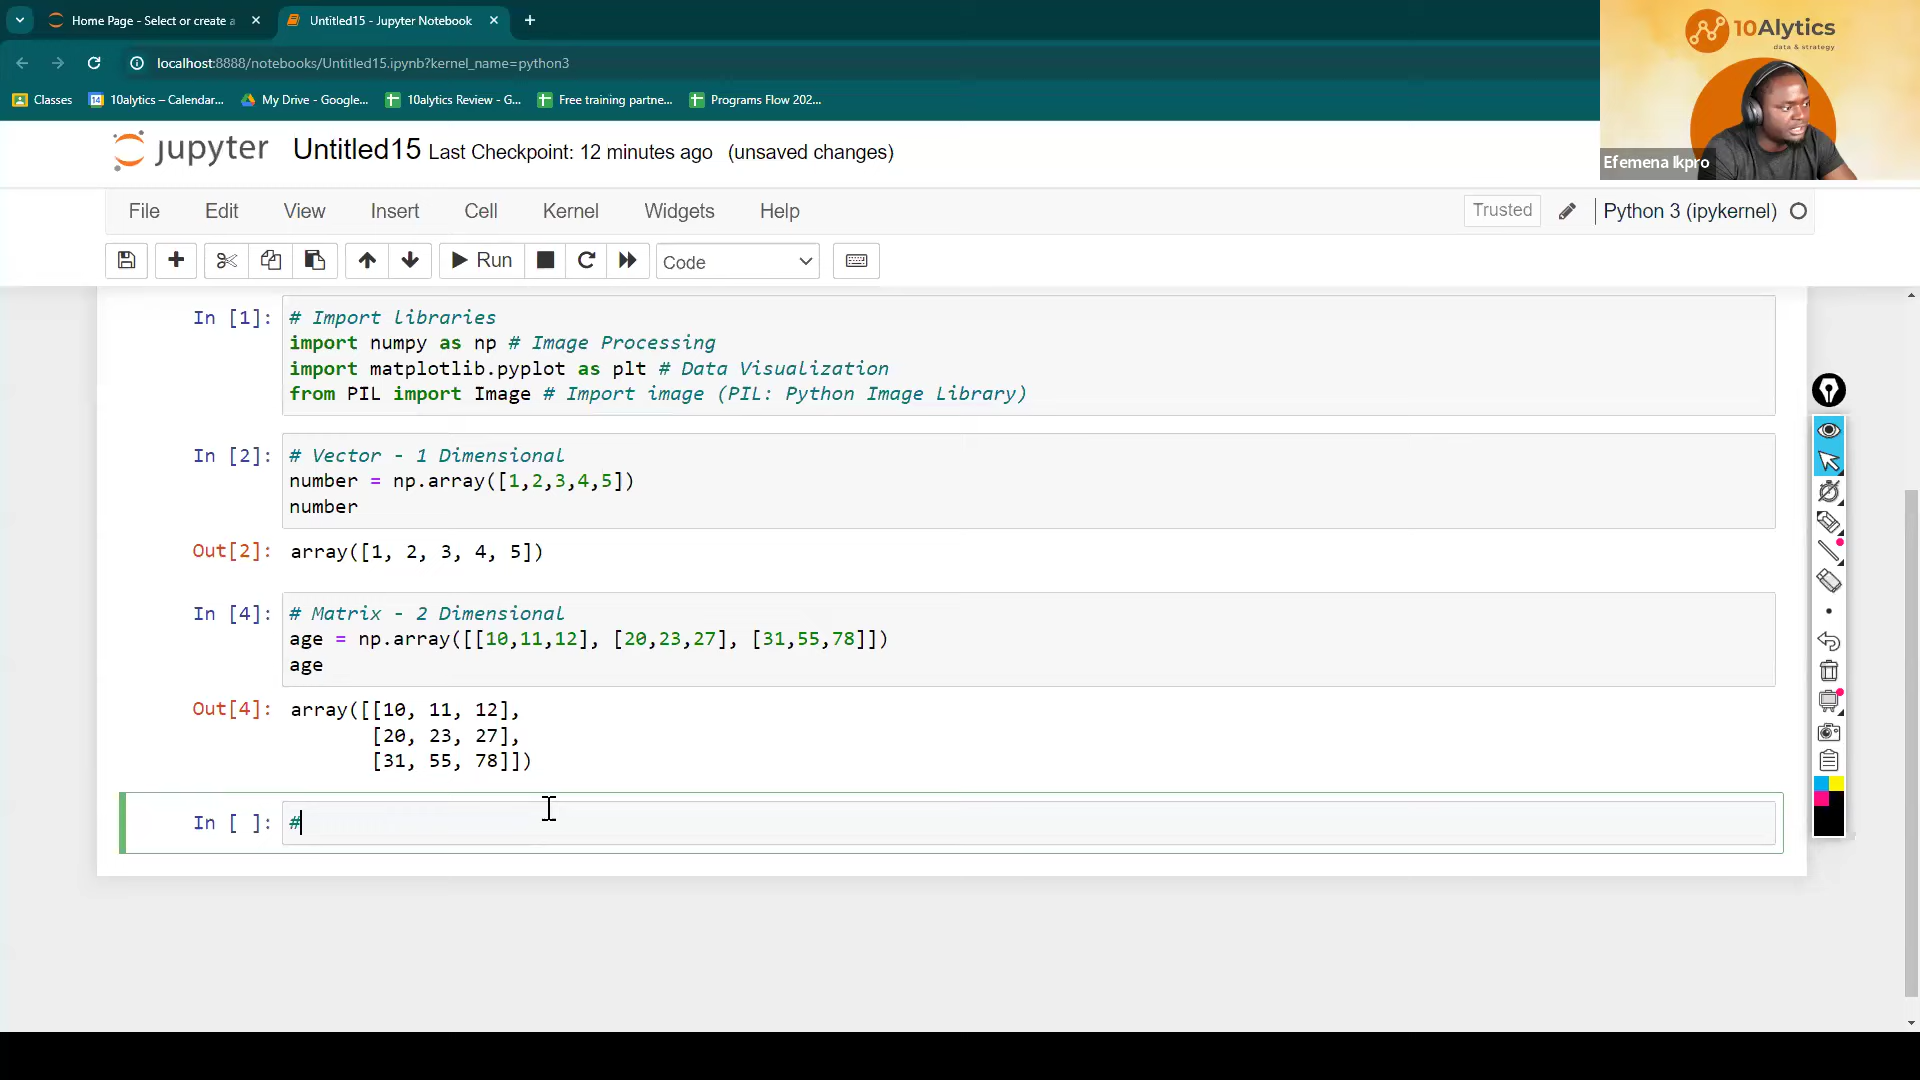 Home Page - Select or create a
Untitled15 - Jupyter Notebook
localhost:8888/notebooks/Untitled15.ipynb?kernel_name=python3
Classes
10alytics – Calendar...
My Drive - Google...
10alytics Review - G...
Free training partne...
Programs Flow 202...
10Alytics
data & strategy
Efemena Ikpro
jupyter Untitled15 Last Checkpoint: 12 minutes ago (unsaved changes)
File Edit View Insert Cell Kernel Widgets Help
Trusted
Python 3 (ipykernel)
Run
Code
In [1]: # Import libraries
import numpy as np # Image Processing
import matplotlib.pyplot as plt # Data Visualization
from PIL import Image # Import image (PIL: Python Image Library)
In [2]: # Vector - 1 Dimensional
number = np.array([1,2,3,4,5])
number
Out[2]: array([1, 2, 3, 4, 5])
In [4]: # Matrix - 2 Dimensional
age = np.array([[10,11,12], [20,23,27], [31,55,78]])
age
Out[4]: array([[10, 11, 12],
[20, 23, 27],
[31, 55, 78]])
In [ ]: #